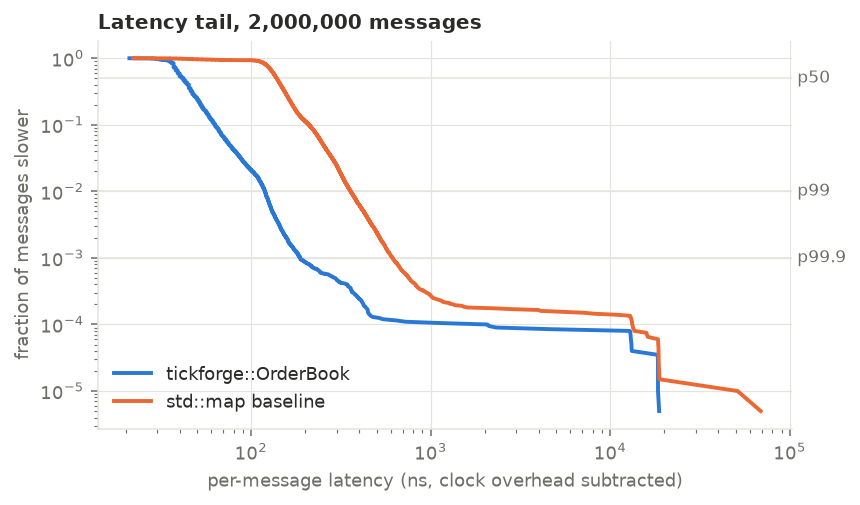 Latency tail, 2,000,000 messages
fraction of messages slower
10^0
10^-1
10^-2
10^-3
10^-4
10^-5
p50
p99
p99.9
tickforge::OrderBook
std::map baseline
10^2
10^3
10^4
10^5
per-message latency (ns, clock overhead subtracted)